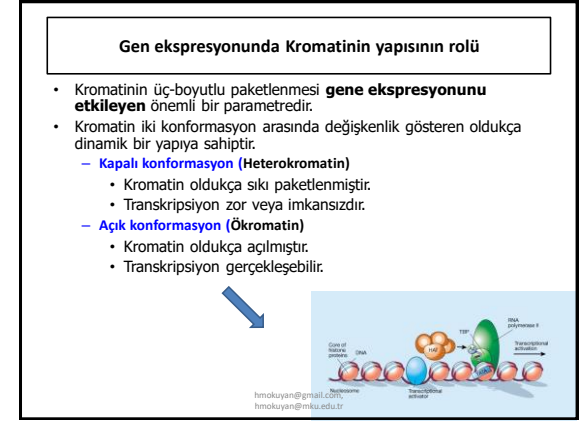 Gen ekspresyonunda Kromatinin yapısının rolü
• Kromatinin üç-boyutlu paketlenmesi gene ekspresyonunu
etkileyen önemli bir parametredir.
• Kromatin iki konformasyon arasında değişkenlik gösteren oldukça
dinamik bir yapıya sahiptir.
– Kapalı konformasyon (Heterokromatin)
• Kromatin oldukça sıkı paketlenmiştir.
• Transkripsiyon zor veya imkansızdır.
– Açık konformasyon (Ökromatin)
• Kromatin oldukça açılmıştır.
• Transkripsiyon gerçekleşebilir.
RNA
polymerase II
TBP
Transcriptional
activation
Core of
histone
proteins
DNA
HAT
Nucleosome
Transcriptional
activator
hmokuyan@gmail.com,
hmokuyan@mku.edu.tr